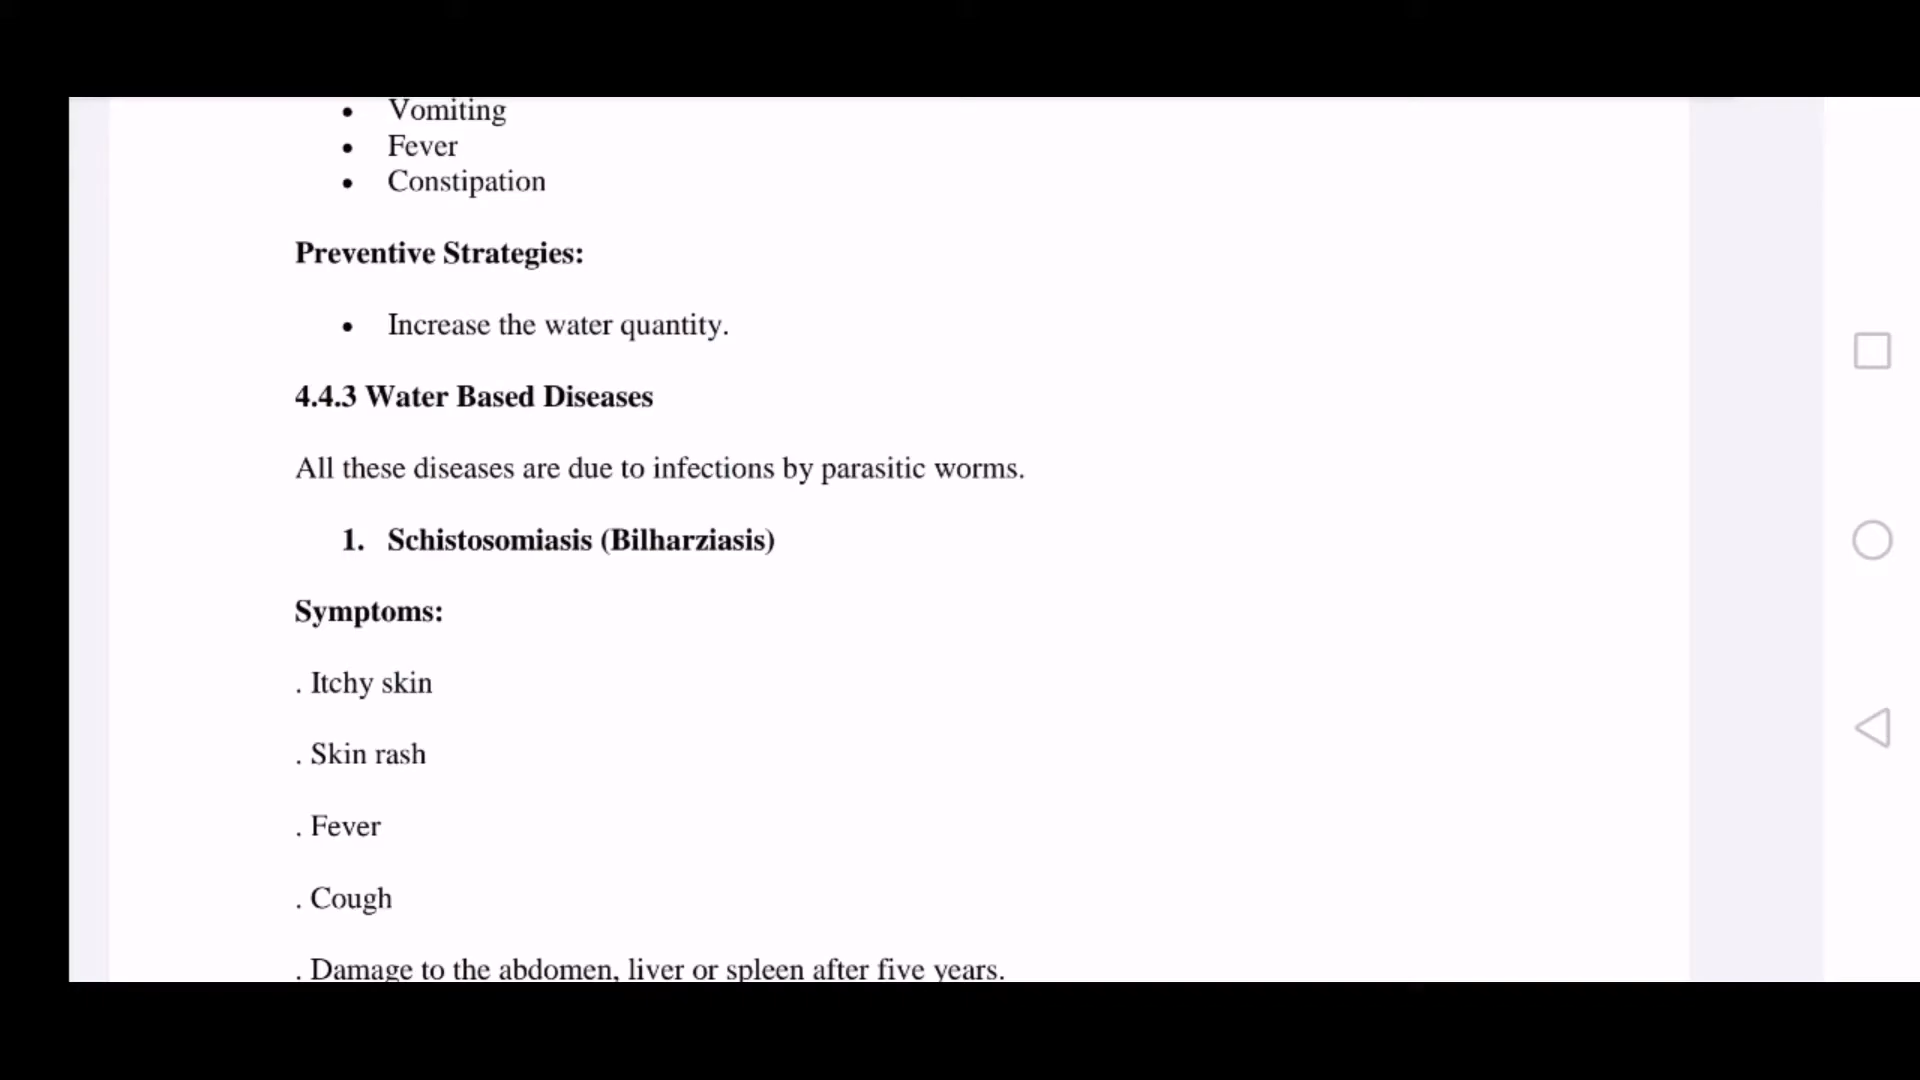 • Vomiting
• Fever
• Constipation
Preventive Strategies:
• Increase the water quantity.
4.4.3 Water Based Diseases
All these diseases are due to infections by parasitic worms.
1. Schistosomiasis (Bilharziasis)
Symptoms:
. Itchy skin
. Skin rash
. Fever
. Cough
. Damage to the abdomen, liver or spleen after five years.